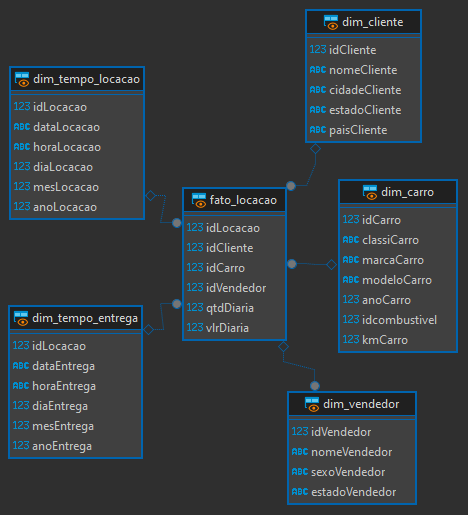 dim_cliente
123 idCliente
ABC nomeCliente
ABC cidadeCliente
ABC estadoCliente
ABC paisCliente
dim_tempo_locacao
123 idLocacao
ABC dataLocacao
ABC horaLocacao
123 diaLocacao
123 mesLocacao
123 anoLocacao
fato_locacao
123 idLocacao
123 idCliente
123 idCarro
123 idVendedor
123 qtdDiaria
123 vlrDiaria
dim_carro
123 idCarro
ABC classiCarro
ABC marcaCarro
ABC modeloCarro
123 anoCarro
123 idcombustivel
123 kmCarro
dim_tempo_entrega
123 idLocacao
ABC dataEntrega
ABC horaEntrega
123 diaEntrega
123 mesEntrega
123 anoEntrega
dim_vendedor
123 idVendedor
ABC nomeVendedor
ABC sexoVendedor
ABC estadoVendedor